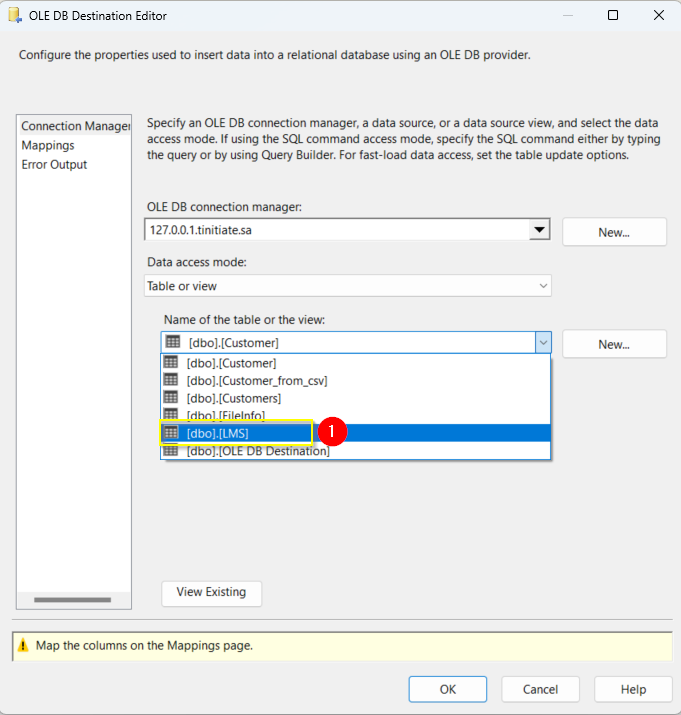 OLE DB Destination Editor
Configure the properties used to insert data into a relational database using an OLE DB provider.
Connection Manager
Mappings
Error Output
Specify an OLE DB connection manager, a data source, or a data source view, and select the data
access mode. If using the SQL command access mode, specify the SQL command either by typing
the query or by using Query Builder. For fast-load data access, set the table update options.
OLE DB connection manager:
127.0.0.1.tinitiate.sa
New...
Data access mode:
Table or view
Name of the table or the view:
[dbo].[Customer]
New...
[dbo].[Customer]
[dbo].[Customer_from_csv]
[dbo].[Customers]
[dbo].[FileInfo]
[dbo].[LMS]
1
[dbo].[OLE DB Destination]
View Existing
Map the columns on the Mappings page.
OK
Cancel
Help